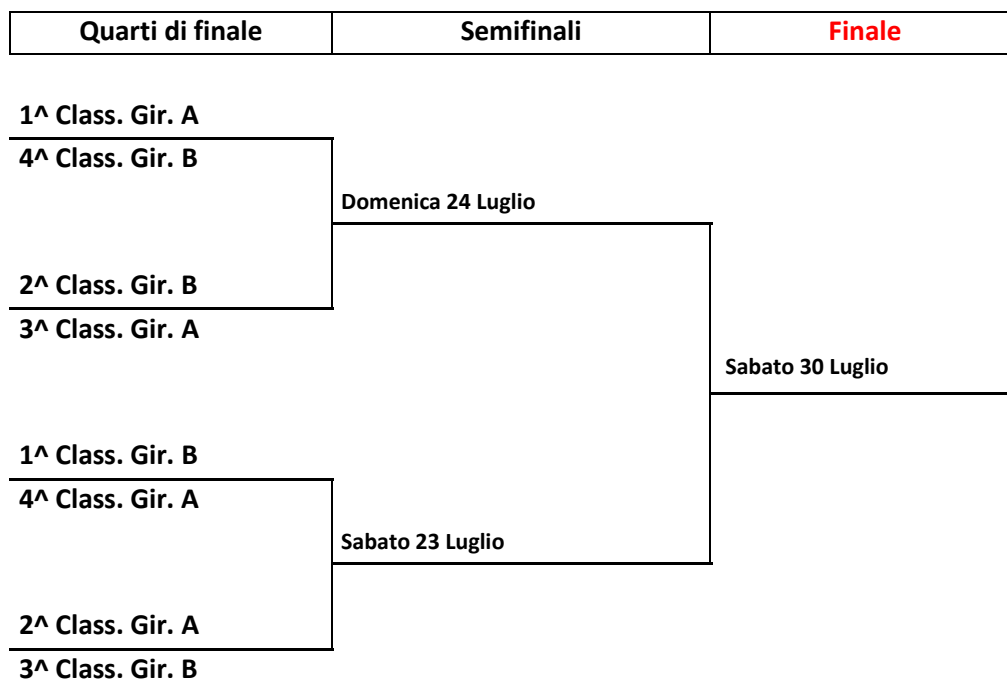 Quarti di finale Semifinali Finale
1^ Class. Gir. A
4^ Class. Gir. B
Domenica 24 Luglio
2^ Class. Gir. B
3^ Class. Gir. A
Sabato 30 Luglio
1^ Class. Gir. B
4^ Class. Gir. A
Sabato 23 Luglio
2^ Class. Gir. A
3^ Class. Gir. B